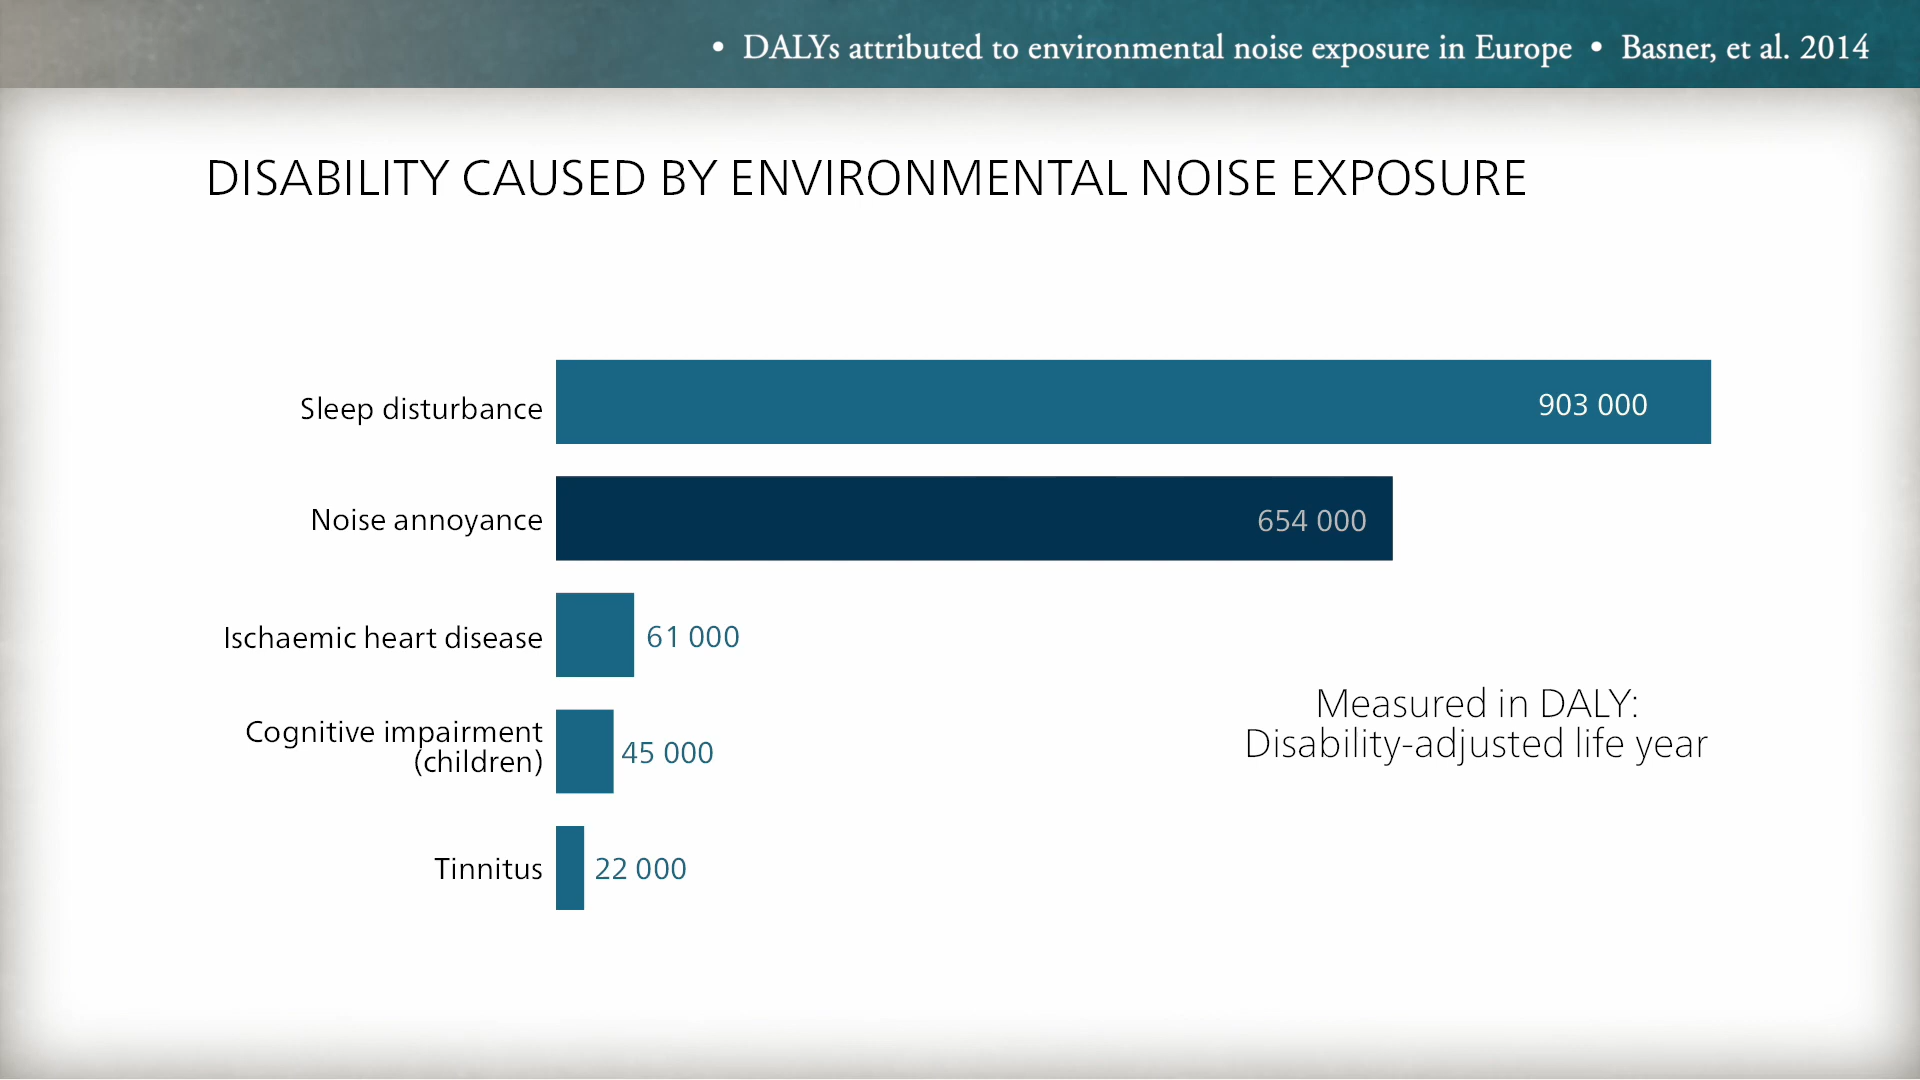 • DALYs attributed to environmental noise exposure in Europe • Basner, et al. 2014
DISABILITY CAUSED BY ENVIRONMENTAL NOISE EXPOSURE
Sleep disturbance
903 000
Noise annoyance
654 000
Ischaemic heart disease
61 000
Cognitive impairment
(children)
45 000
Tinnitus
22 000
Measured in DALY:
Disability-adjusted life year